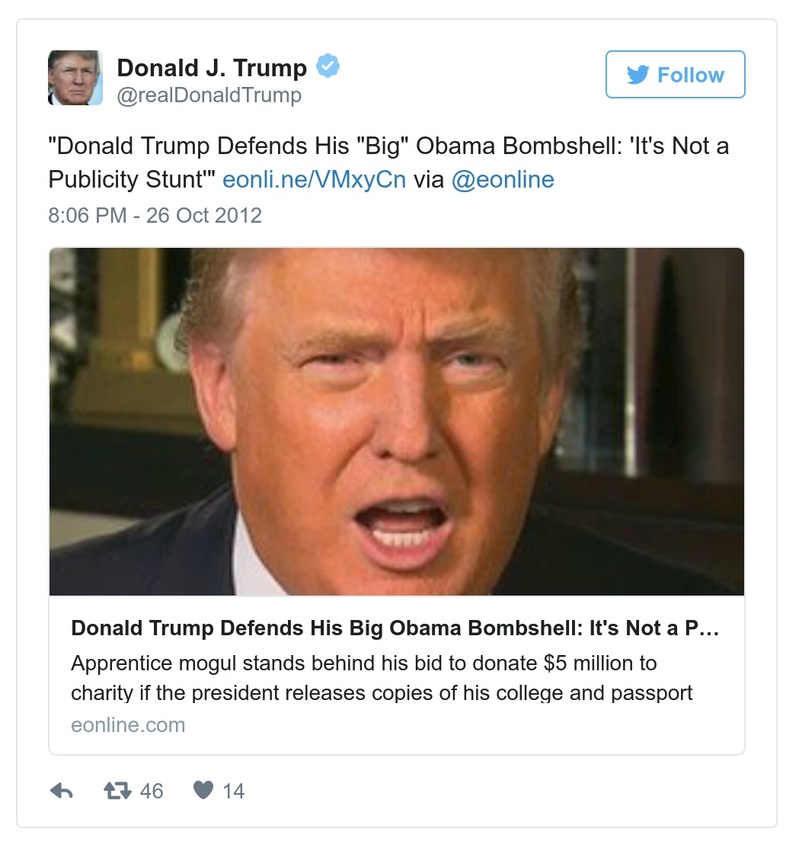 Donald J. Trump
@realDonaldTrump
Follow
"Donald Trump Defends His "Big" Obama Bombshell: 'It's Not a
Publicity Stunt'" eonli.ne/VMxyCn via @eonline
8:06 PM - 26 Oct 2012
Donald Trump Defends His Big Obama Bombshell: It's Not a P…
Apprentice mogul stands behind his bid to donate $5 million to
charity if the president releases copies of his college and passport
eonline.com
46
14